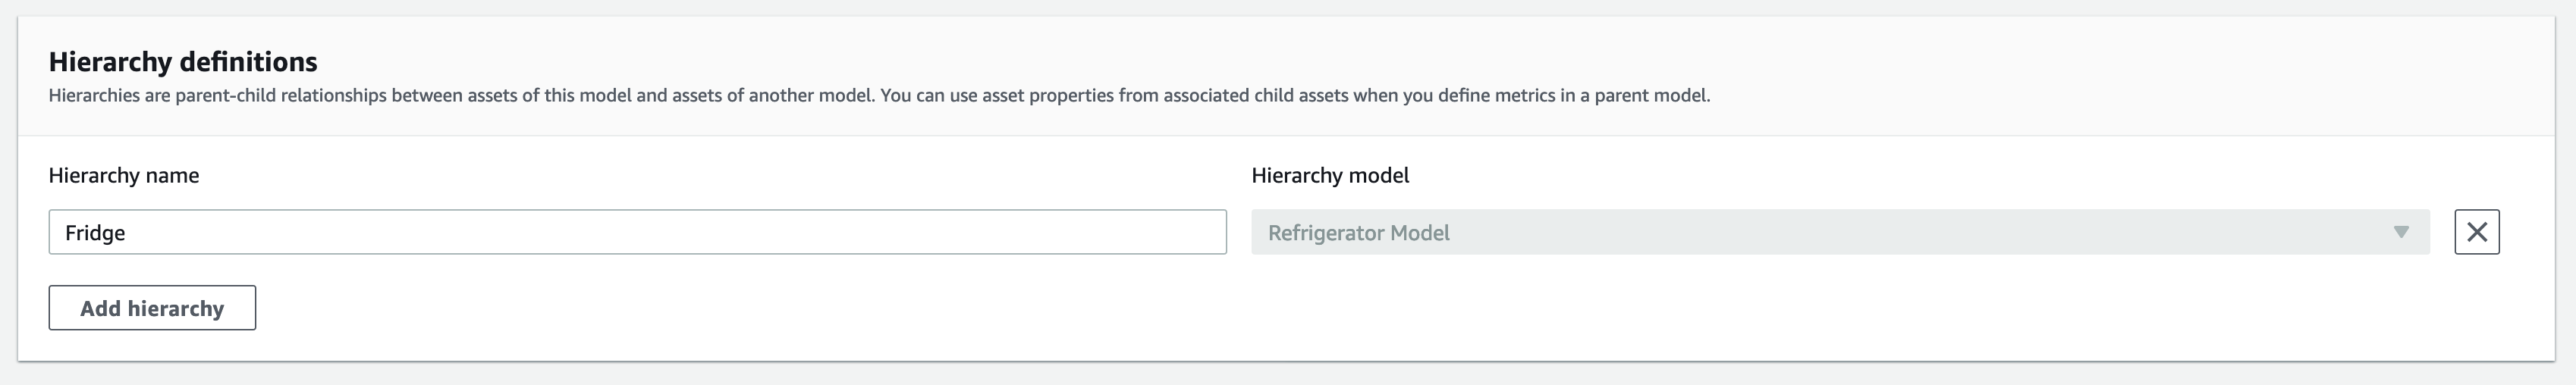 Hierarchy definitions
Hierarchies are parent-child relationships between assets of this model and assets of another model. You can use asset properties from associated child assets when you define metrics in a parent model.
Hierarchy name
Hierarchy model
Fridge
Refrigerator Model
Add hierarchy